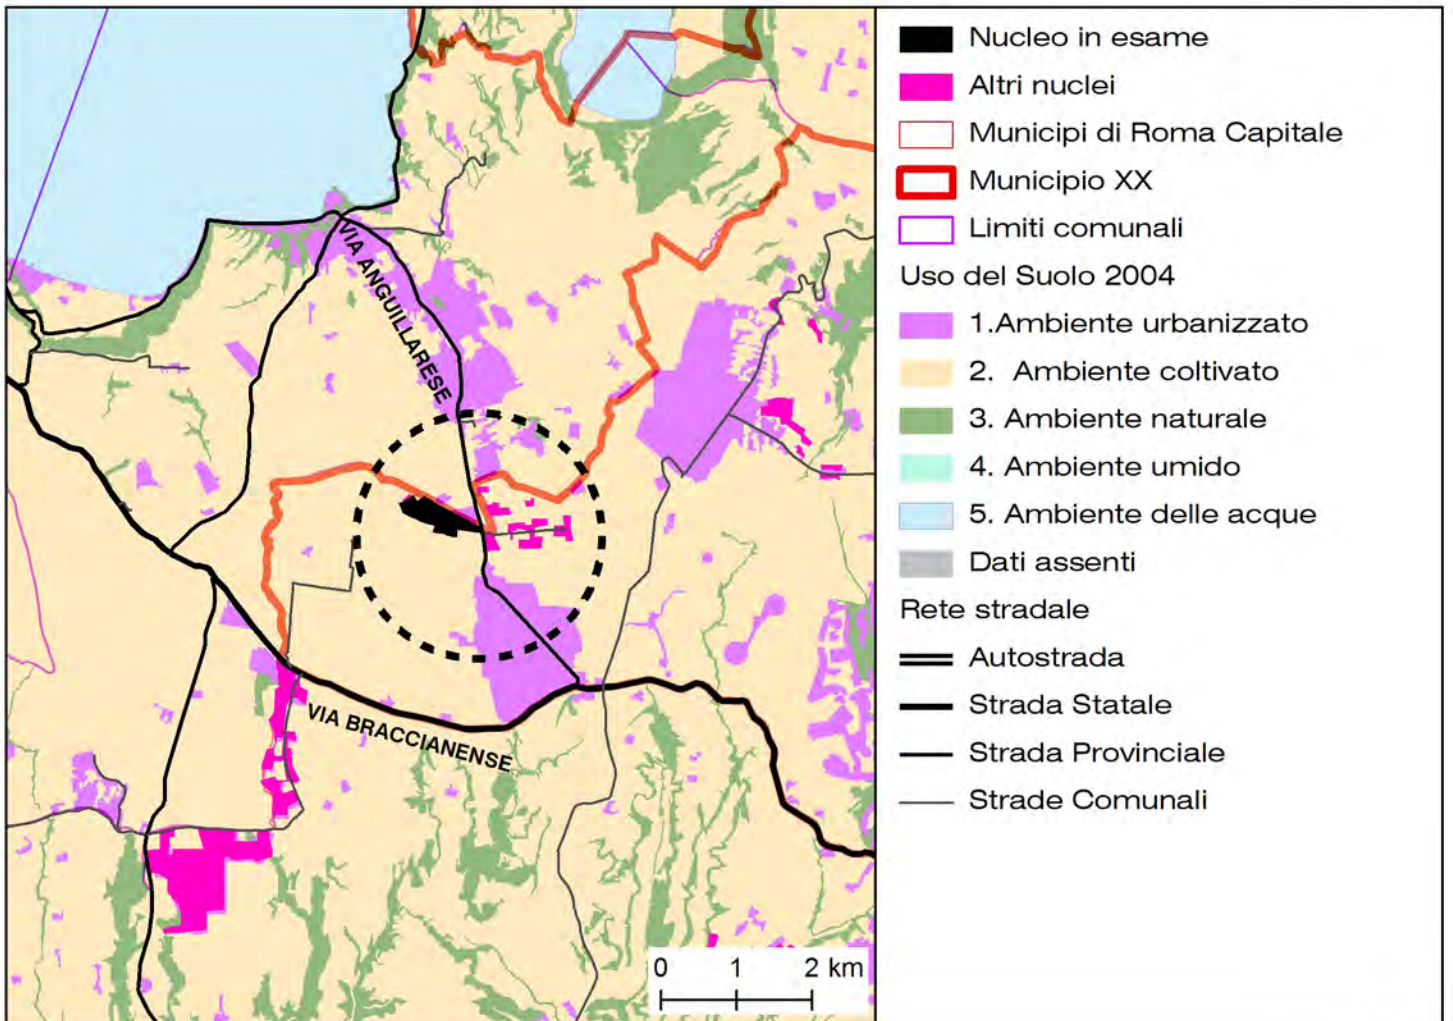 VIA ANGUILLARESE
VIA BRACCIANENSE
0 1 2 km
Nucleo in esame
Altri nuclei
Municipi di Roma Capitale
Municipio XX
Limiti comunali
Uso del Suolo 2004
1.Ambiente urbanizzato
2. Ambiente coltivato
3. Ambiente naturale
4. Ambiente umido
5. Ambiente delle acque
Dati assenti
Rete stradale
Autostrada
Strada Statale
Strada Provinciale
Strade Comunali